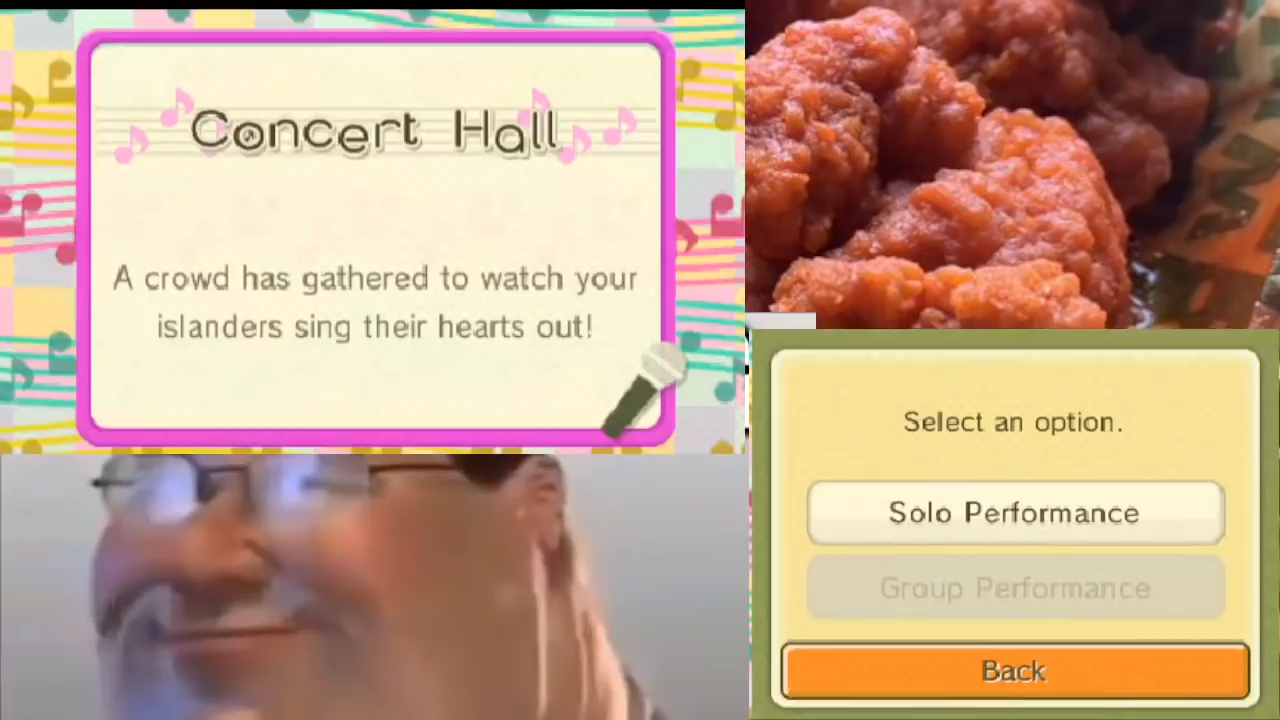 Concert Hall
A crowd has gathered to watch your
islanders sing their hearts out!
Select an option.
Solo Performance
Group Performance
Back